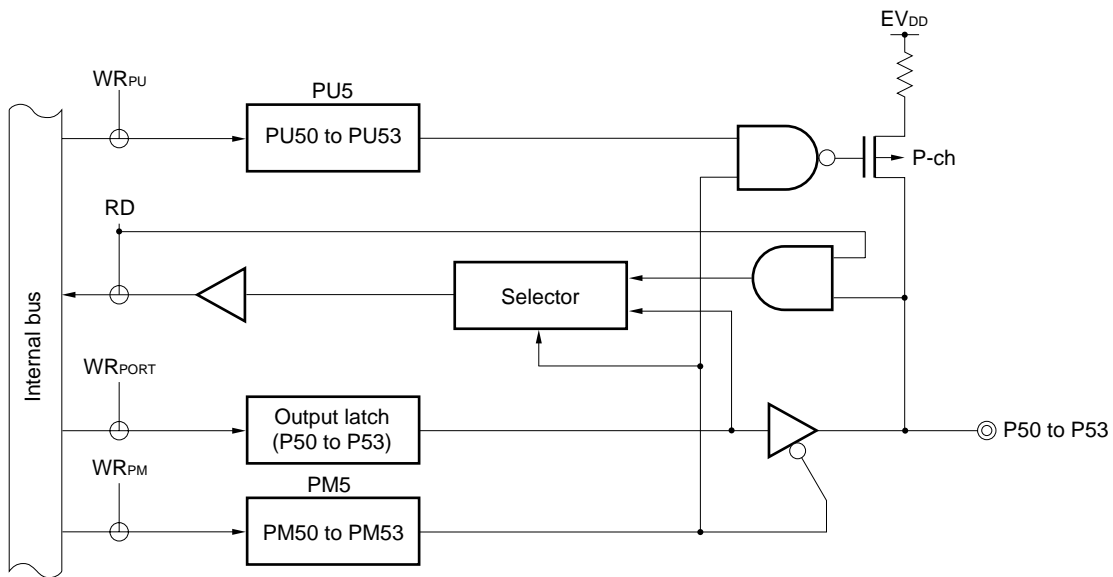 EVDD
WRPU
PU5
PU50 to PU53
P-ch
RD
Selector
Internal bus
WRPORT
Output latch
(P50 to P53)
P50 to P53
WRPM
PM5
PM50 to PM53